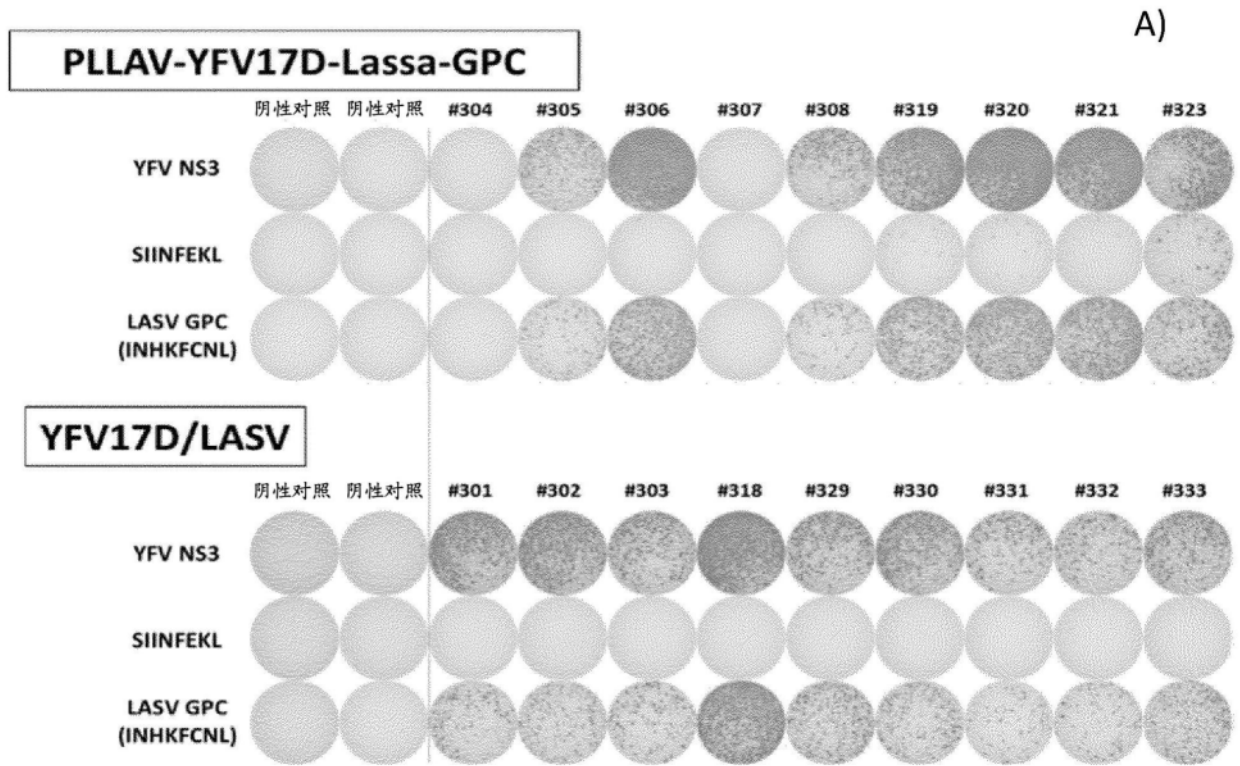 A)
PLLAV-YFV17D-Lassa-GPC
阴性对照 阴性对照 #304 #305 #306 #307 #308 #319 #320 #321 #323
YFV NS3
SIINFEKL
LASV GPC
(INHKFCNL)
YFV17D/LASV
阴性对照 阴性对照 #301 #302 #303 #318 #329 #330 #331 #332 #333
YFV NS3
SIINFEKL
LASV GPC
(INHKFCNL)